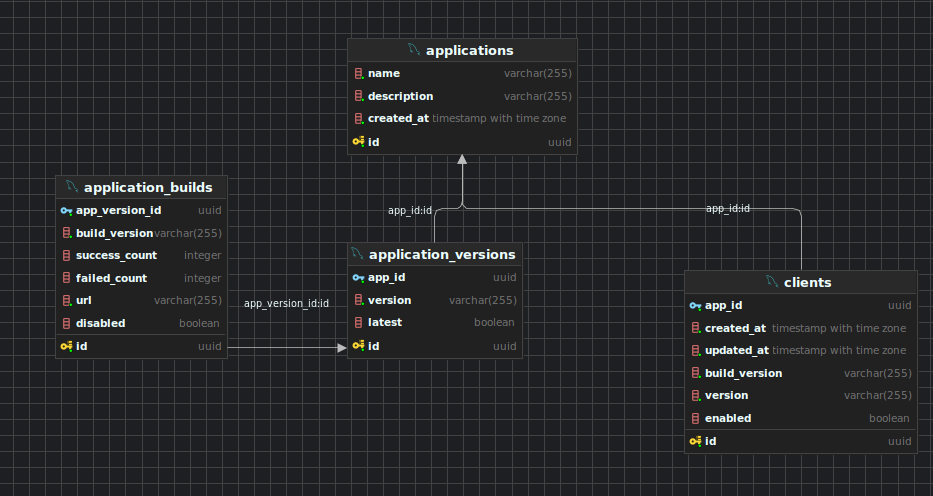 applications
name varchar(255)
description varchar(255)
created_at timestamp with time zone
id uuid
application_builds
app_version_id uuid
build_version varchar(255)
success_count integer
failed_count integer
url varchar(255)
disabled boolean
id uuid
app_version_id:id
app_id:id
application_versions
app_id uuid
version varchar(255)
latest boolean
id uuid
app_id:id
clients
app_id uuid
created_at timestamp with time zone
updated_at timestamp with time zone
build_version varchar(255)
version varchar(255)
enabled boolean
id uuid